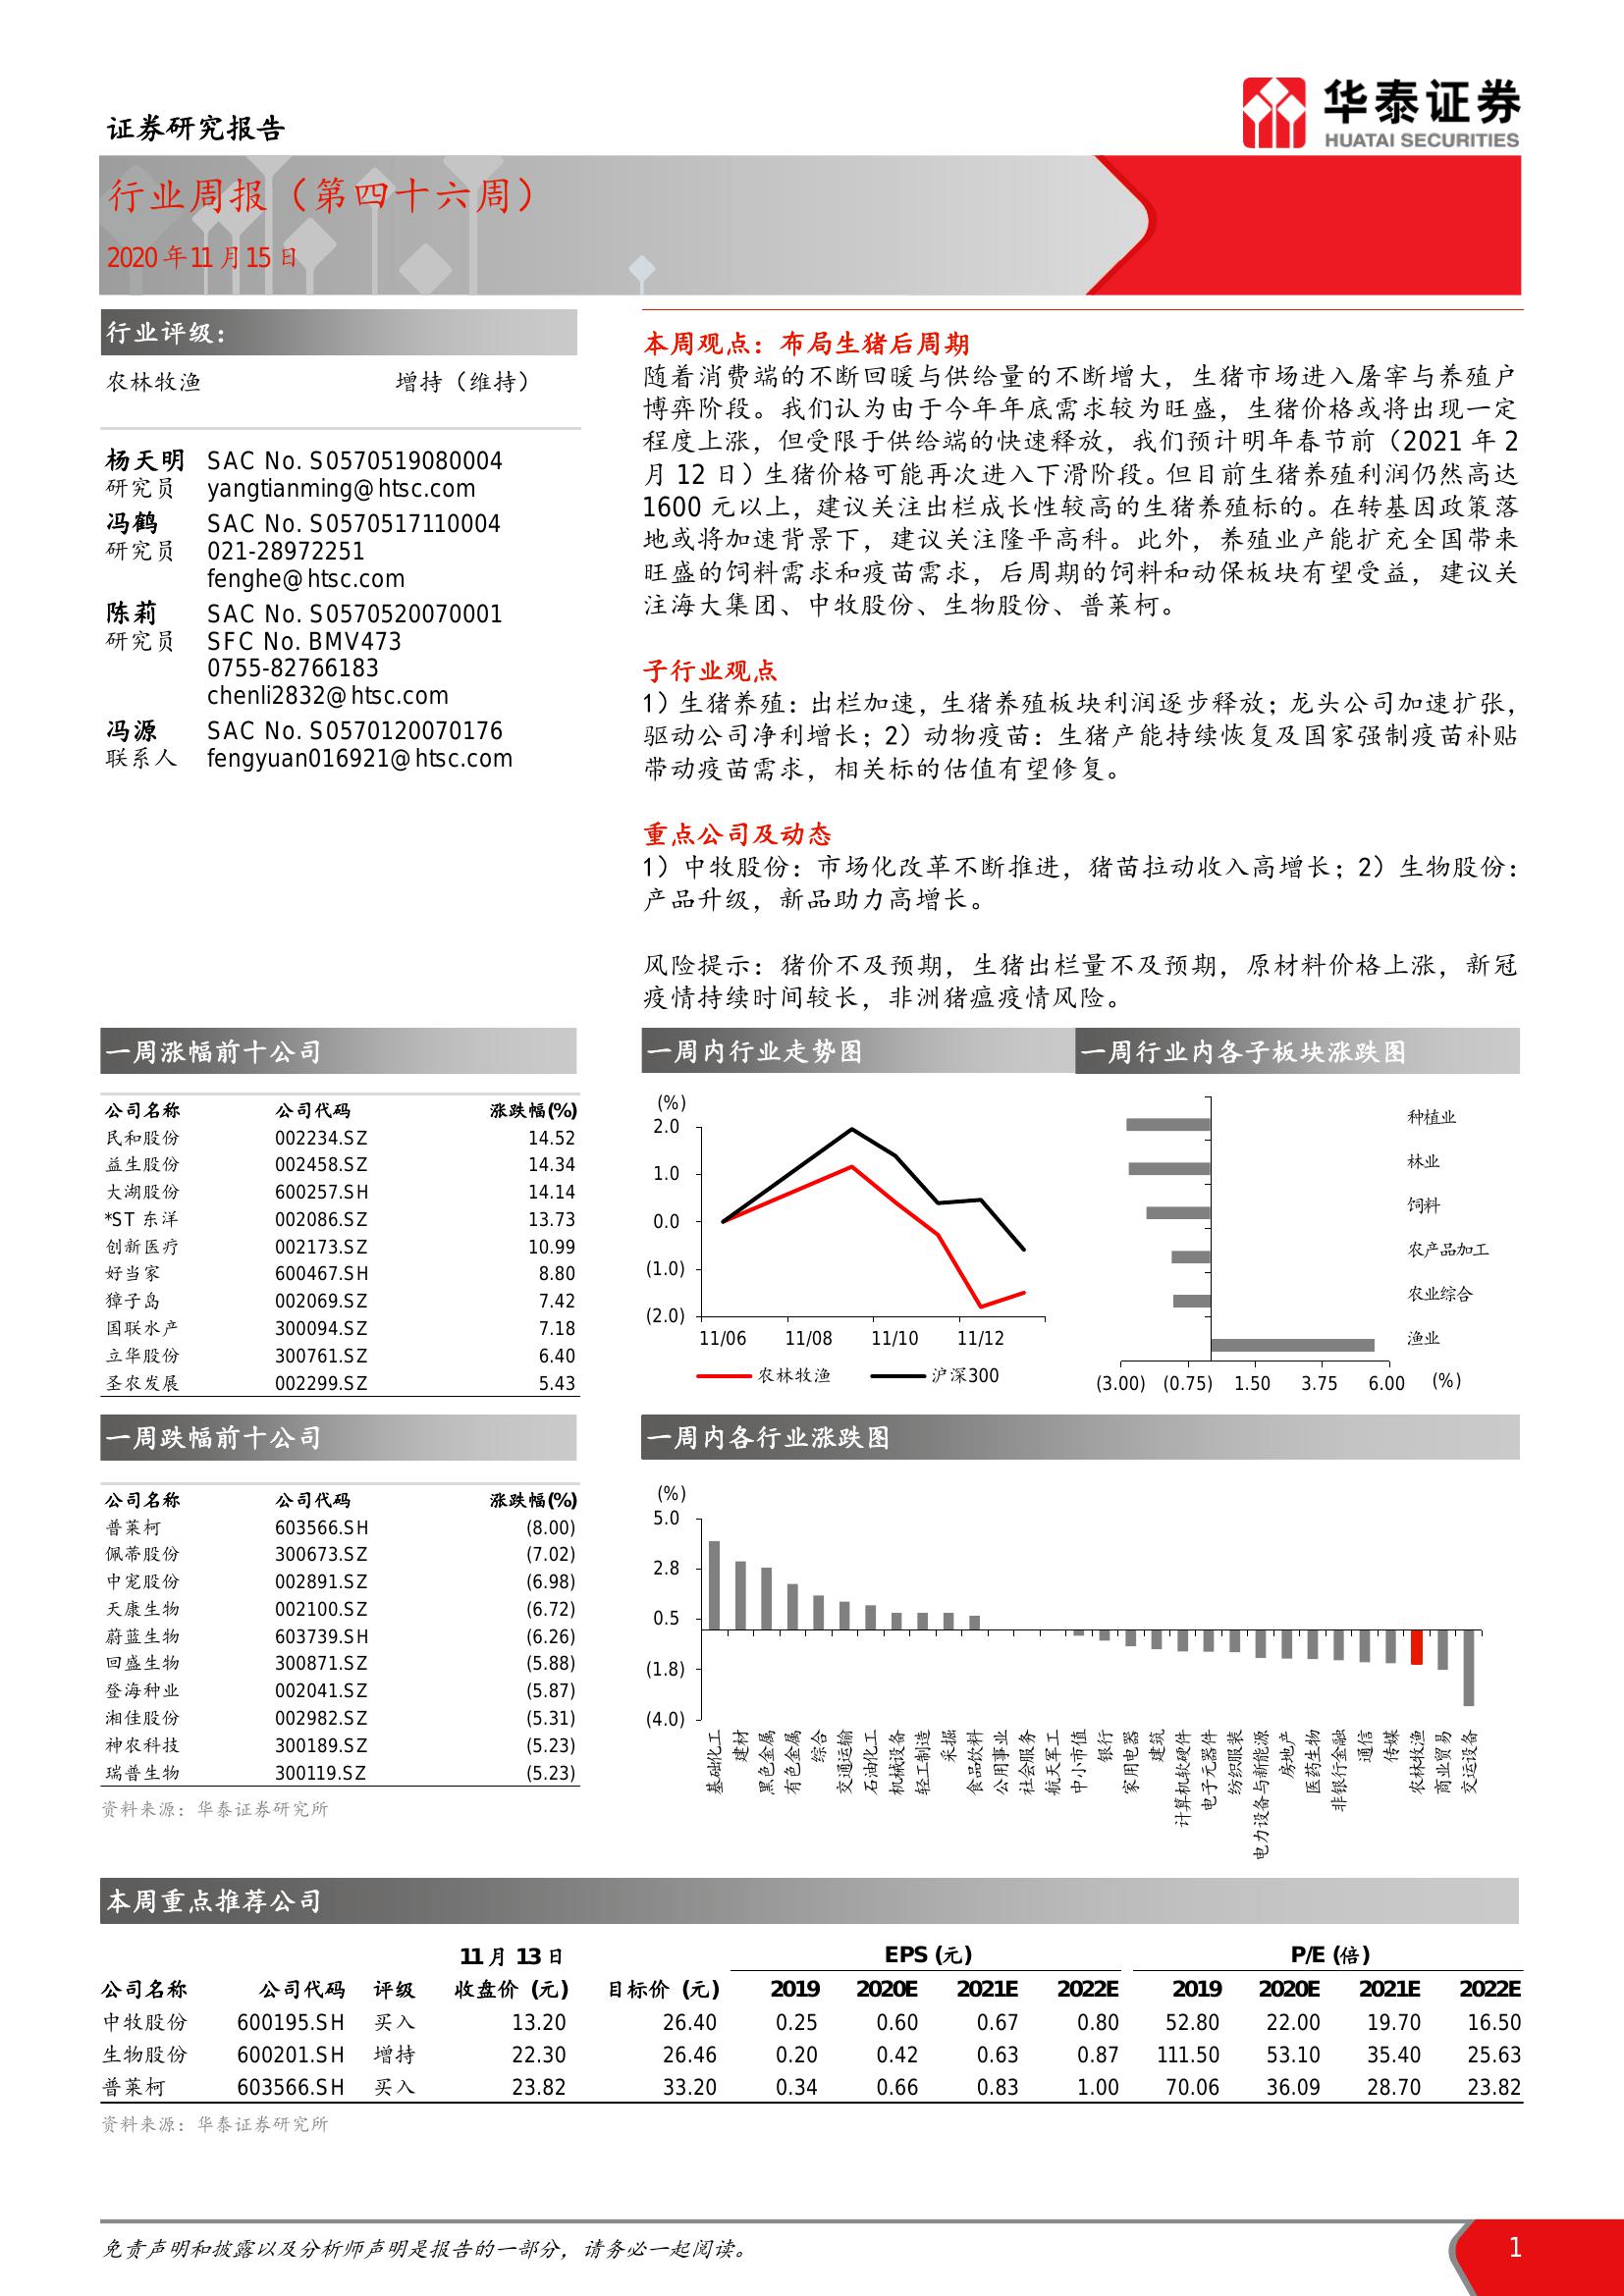 证券研究报告
华泰证券
HUATAI SECURITIES
行业周报（第四十六周）
2020年11月15日
行业评级：
农林牧渔 增持（维持）
杨天明 SAC No. S0570519080004
研究员 yangtianming@htsc.com
冯鹤 SAC No. S0570517110004
研究员 021-28972251
fenghe@htsc.com
陈莉 SAC No. S0570520070001
研究员 SFC No. BMV473
0755-82766183
chenli2832@htsc.com
冯源 SAC No. S0570120070176
联系人 fengyuan016921@htsc.com
本周观点：布局生猪后周期
随着消费端的不断回暖与供给量的不断增大，生猪市场进入屠宰与养殖户
博弈阶段。我们认为由于今年年底需求较为旺盛，生猪价格或将出现一定
程度上涨，但受限于供给端的快速释放，我们预计明年春节前（2021 年 2
月 12 日）生猪价格可能再次进入下滑阶段。但目前生猪养殖利润仍然高达
1600 元以上，建议关注出栏成长性较高的生猪养殖标的。在转基因政策落
地或将加速背景下，建议关注隆平高科。此外，养殖业产能扩充全国带来
旺盛的饲料需求和疫苗需求，后周期的饲料和动保板块有望受益，建议关
注海大集团、中牧股份、生物股份、普莱柯。
子行业观点
1）生猪养殖：出栏加速，生猪养殖板块利润逐步释放；龙头公司加速扩张，
驱动公司净利增长；2）动物疫苗：生猪产能持续恢复及国家强制疫苗补贴
带动疫苗需求，相关标的估值有望修复。
重点公司及动态
1）中牧股份：市场化改革不断推进，猪苗拉动收入高增长；2）生物股份：
产品升级，新品助力高增长。
风险提示：猪价不及预期，生猪出栏量不及预期，原材料价格上涨，新冠
疫情持续时间较长，非洲猪瘟疫情风险。
一周涨幅前十公司
公司名称 公司代码 涨跌幅(%)
民和股份 002234.SZ 14.52
益生股份 002458.SZ 14.34
大湖股份 600257.SH 14.14
*ST 东洋 002086.SZ 13.73
创新医疗 002173.SZ 10.99
好当家 600467.SH 8.80
獐子岛 002069.SZ 7.42
国联水产 300094.SZ 7.18
立华股份 300761.SZ 6.40
圣农发展 002299.SZ 5.43
一周内行业走势图
(%)
2.0
1.0
0.0
(1.0)
(2.0)
11/06 11/08 11/10 11/12
农林牧渔 沪深300
一周行业内各子板块涨跌图
种植业
林业
饲料
农产品加工
农业综合
渔业
(3.00) (0.75) 1.50 3.75 6.00 (%)
一周跌幅前十公司
公司名称 公司代码 涨跌幅(%)
普莱柯 603566.SH (8.00)
佩蒂股份 300673.SZ (7.02)
中宠股份 002891.SZ (6.98)
天康生物 002100.SZ (6.72)
蔚蓝生物 603739.SH (6.26)
回盛生物 300871.SZ (5.88)
登海种业 002041.SZ (5.87)
湘佳股份 002982.SZ (5.31)
神农科技 300189.SZ (5.23)
瑞普生物 300119.SZ (5.23)
资料来源：华泰证券研究所
一周内各行业涨跌图
(%)
5.0
2.8
0.5
(1.8)
(4.0)
基础化工
建材
黑色金属
有色金属
综合
交通运输
石油化工
机械设备
轻工制造
采掘
食品饮料
公用事业
社会服务
航天军工
中小市值
银行
家用电器
建筑
计算机软硬件
电子元器件
纺织服装
电力设备与新能源
房地产
医药生物
非银行金融
通信
传媒
农林牧渔
商业贸易
交运设备
本周重点推荐公司
11 月 13 日 EPS (元) P/E (倍)
公司名称 公司代码 评级 收盘价 (元) 目标价 (元) 2019 2020E 2021E 2022E 2019 2020E 2021E 2022E
中牧股份 600195.SH 买入 13.20 26.40 0.25 0.60 0.67 0.80 52.80 22.00 19.70 16.50
生物股份 600201.SH 增持 22.30 26.46 0.20 0.42 0.63 0.87 111.50 53.10 35.40 25.63
普莱柯 603566.SH 买入 23.82 33.20 0.34 0.66 0.83 1.00 70.06 36.09 28.70 23.82
资料来源：华泰证券研究所
免责声明和披露以及分析师声明是报告的一部分，请务必一起阅读。
1